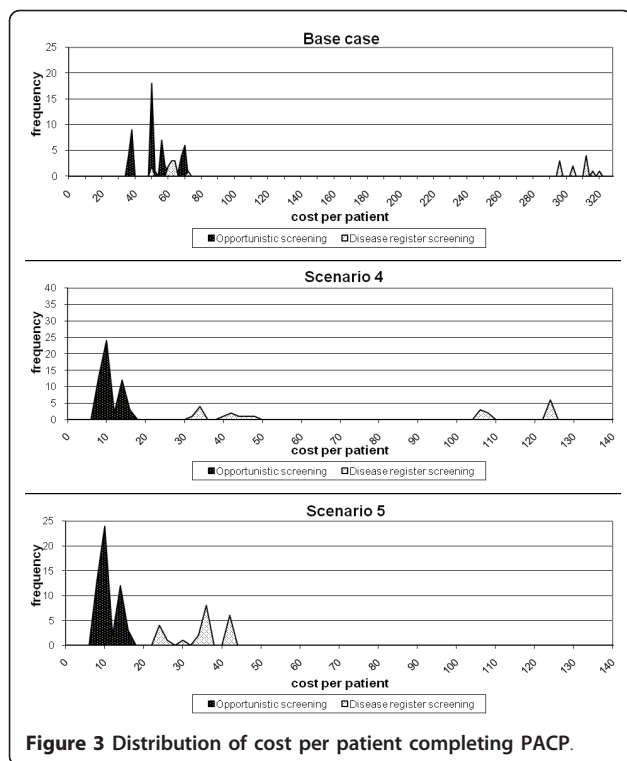 Base case
frequency
25
20
15
10
5
0
0 20 40 60 80 100 120 140 160 180 200 220 240 260 280 300 320
cost per patient
Opportunistic screening Disease register screening
Scenario 4
frequency
40
35
30
25
20
15
10
5
0
0 10 20 30 40 50 60 70 80 90 100 110 120 130 140
cost per patient
Opportunistic screening Disease register screening
Scenario 5
frequency
25
20
15
10
5
0
0 10 20 30 40 50 60 70 80 90 100 110 120 130 140
cost per patient
Opportunistic screening Disease register screening
Figure 3 Distribution of cost per patient completing PACP.